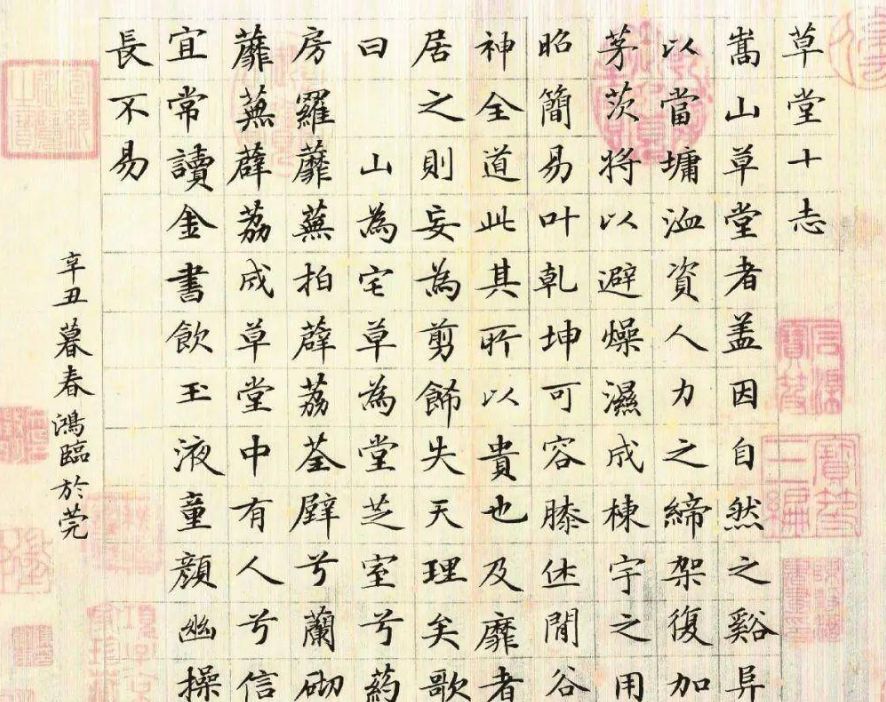 草堂十志
嵩山草堂者盖因自然之谿阜
以當墉洫資人力之締架復加
茅茨將以避燥濕成棟宇之用
昭簡易叶乾坤可容膝休閒谷
神全道此其所以貴也及靡者
居之則妄為剪飾失天理矣歌
曰 山為宅草為堂芝室兮葯
房羅蘼蕪拍薜荔荃壁兮蘭砌
蘼蕪薜荔成草堂中有人兮信
宜常讀金書飲玉液童顏幽操
長不易
辛丑暮春鴻臨於莞